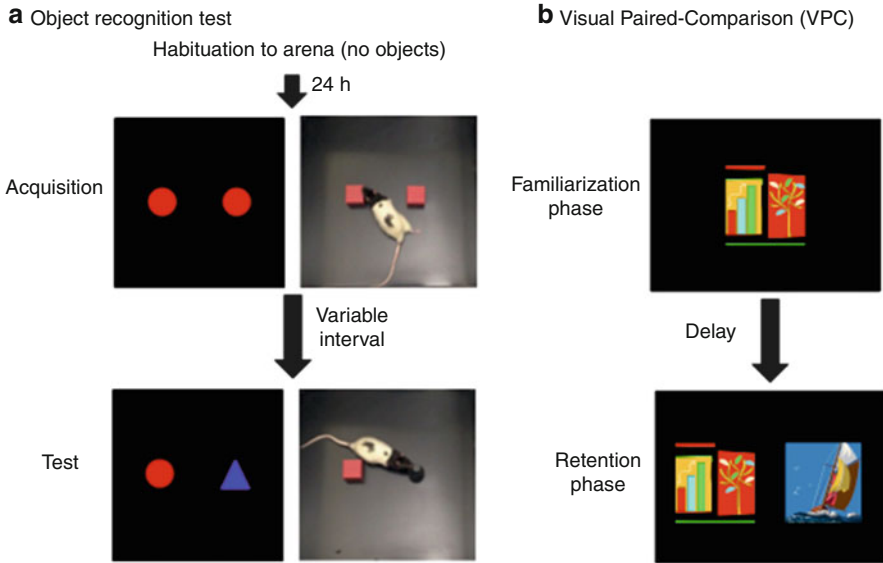 a Object recognition test
Habituation to arena (no objects)
24 h
Acquisition
Variable
interval
Test
b Visual Paired-Comparison (VPC)
Familiarization
phase
Delay
Retention
phase